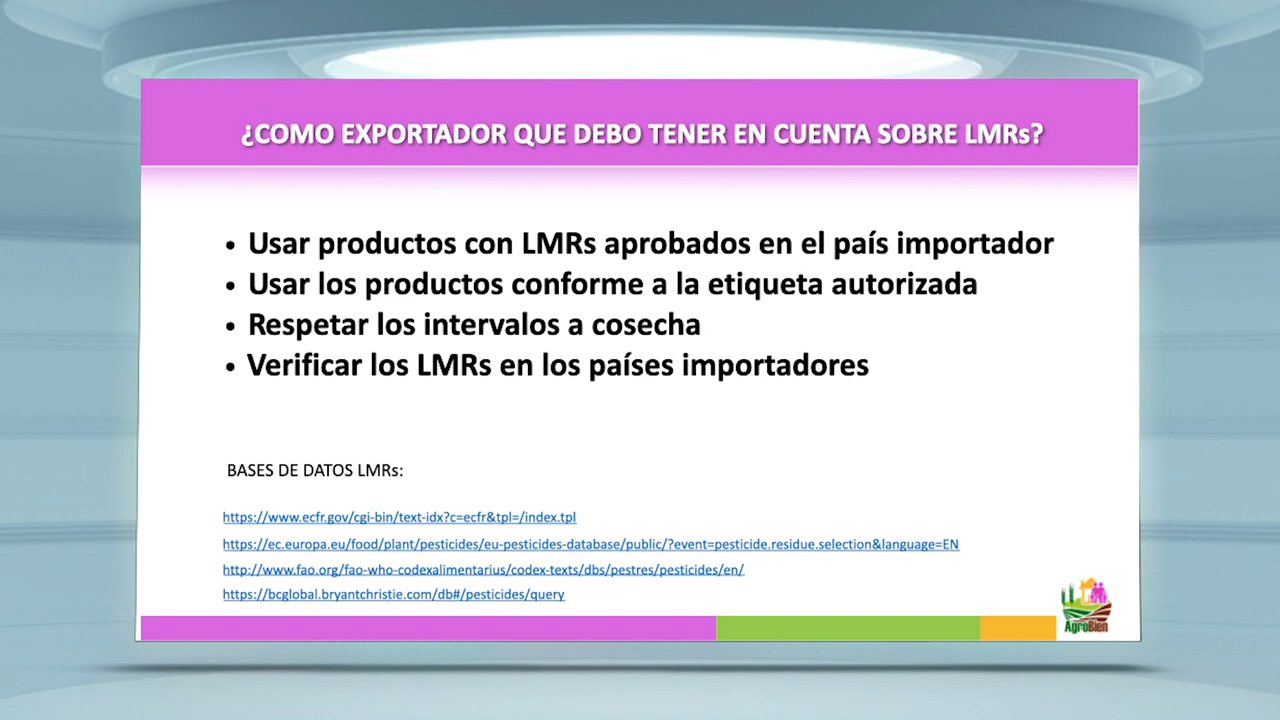 ¿COMO EXPORTADOR QUE DEBO TENER EN CUENTA SOBRE LMRs?
• Usar productos con LMRs aprobados en el país importador
• Usar los productos conforme a la etiqueta autorizada
• Respetar los intervalos a cosecha
• Verificar los LMRs en los países importadores
BASES DE DATOS LMRs:
https://www.ecfr.gov/cgi-bin/text-idx?c=ecfr&tpl=/index.tpl
https://ec.europa.eu/food/plant/pesticides/eu-pesticides-database/public/?event=pesticide.residue.selection&language=EN
http://www.fao.org/fao-who-codexalimentarius/codex-texts/dbs/pestres/pesticides/en/
https://bcglobal.bryantchristie.com/db#/pesticides/query
AgroBien